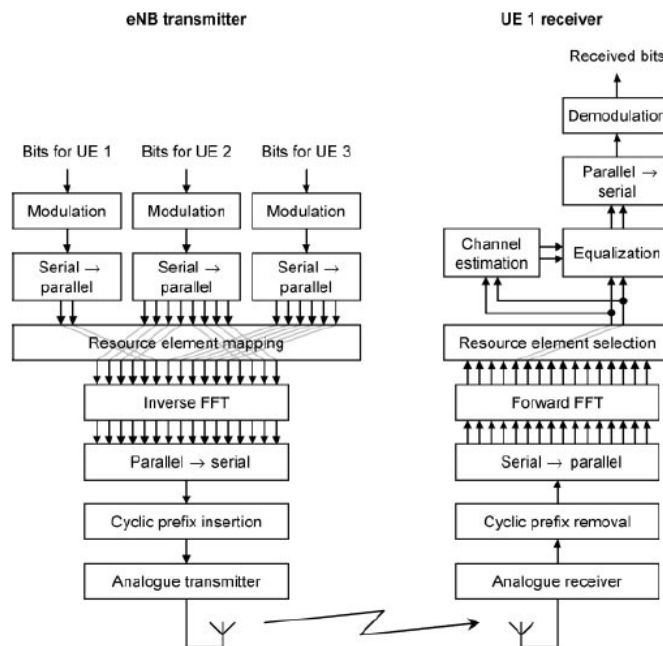 eNB transmitter
UE 1 receiver
Received bits
Demodulation
Bits for UE 1
Bits for UE 2
Bits for UE 3
Parallel →
serial
Modulation
Modulation
Modulation
Channel
estimation
Equalization
Serial →
parallel
Serial →
parallel
Serial →
parallel
Resource element mapping
Resource element selection
Inverse FFT
Forward FFT
Parallel → serial
Serial → parallel
Cyclic prefix insertion
Cyclic prefix removal
Analogue transmitter
Analogue receiver